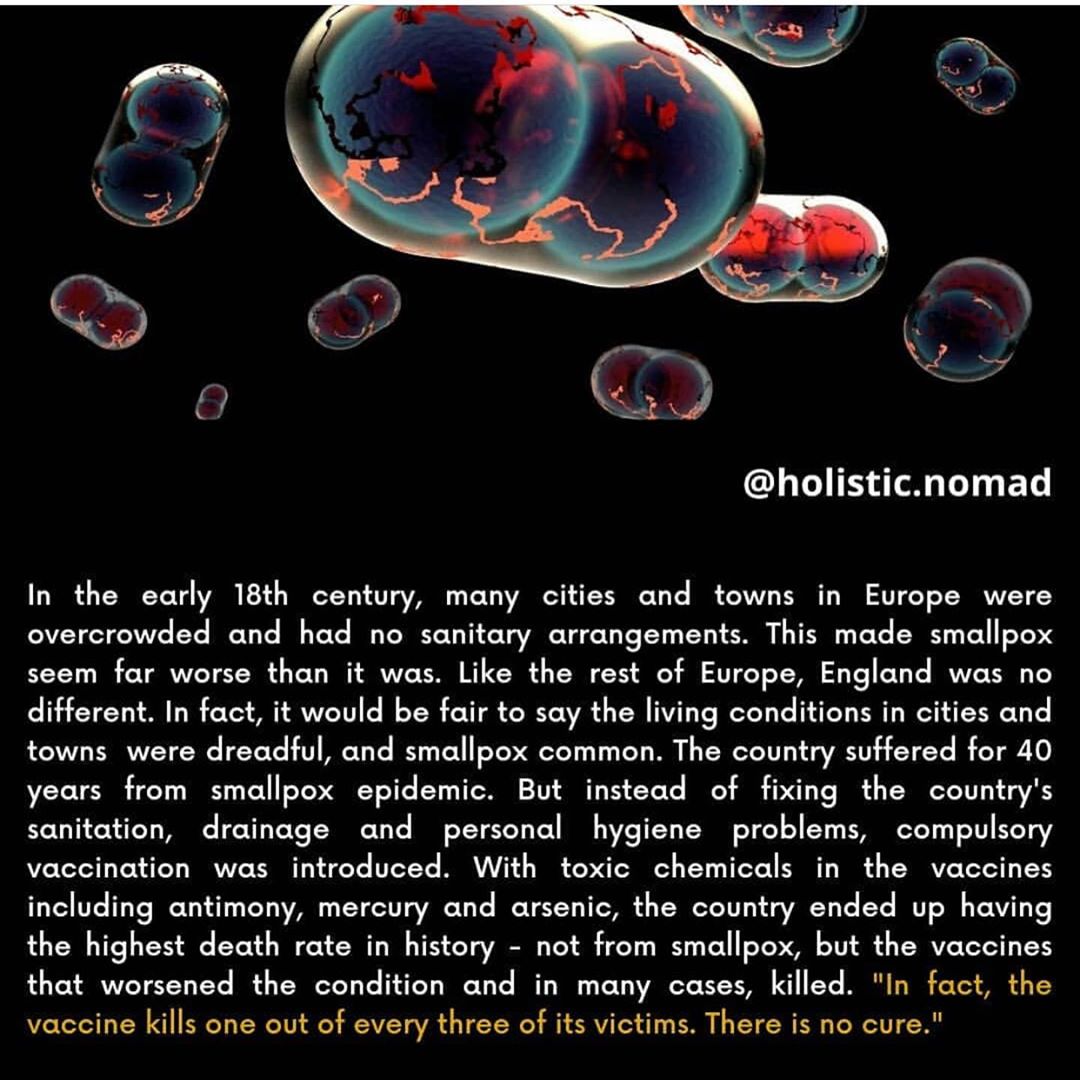 @holistic.nomad
In the early 18th century, many cities and towns in Europe were
overcrowded and had no sanitary arrangements. This made smallpox
seem far worse than it was. Like the rest of Europe, England was no
different. In fact, it would be fair to say the living conditions in cities and
towns were dreadful, and smallpox common. The country suffered for 40
years from smallpox epidemic. But instead of fixing the country's
sanitation, drainage and personal hygiene problems, compulsory
vaccination was introduced. With toxic chemicals in the vaccines
including antimony, mercury and arsenic, the country ended up having
the highest death rate in history - not from smallpox, but the vaccines
that worsened the condition and in many cases, killed. "In fact, the
vaccine kills one out of every three of its victims. There is no cure."